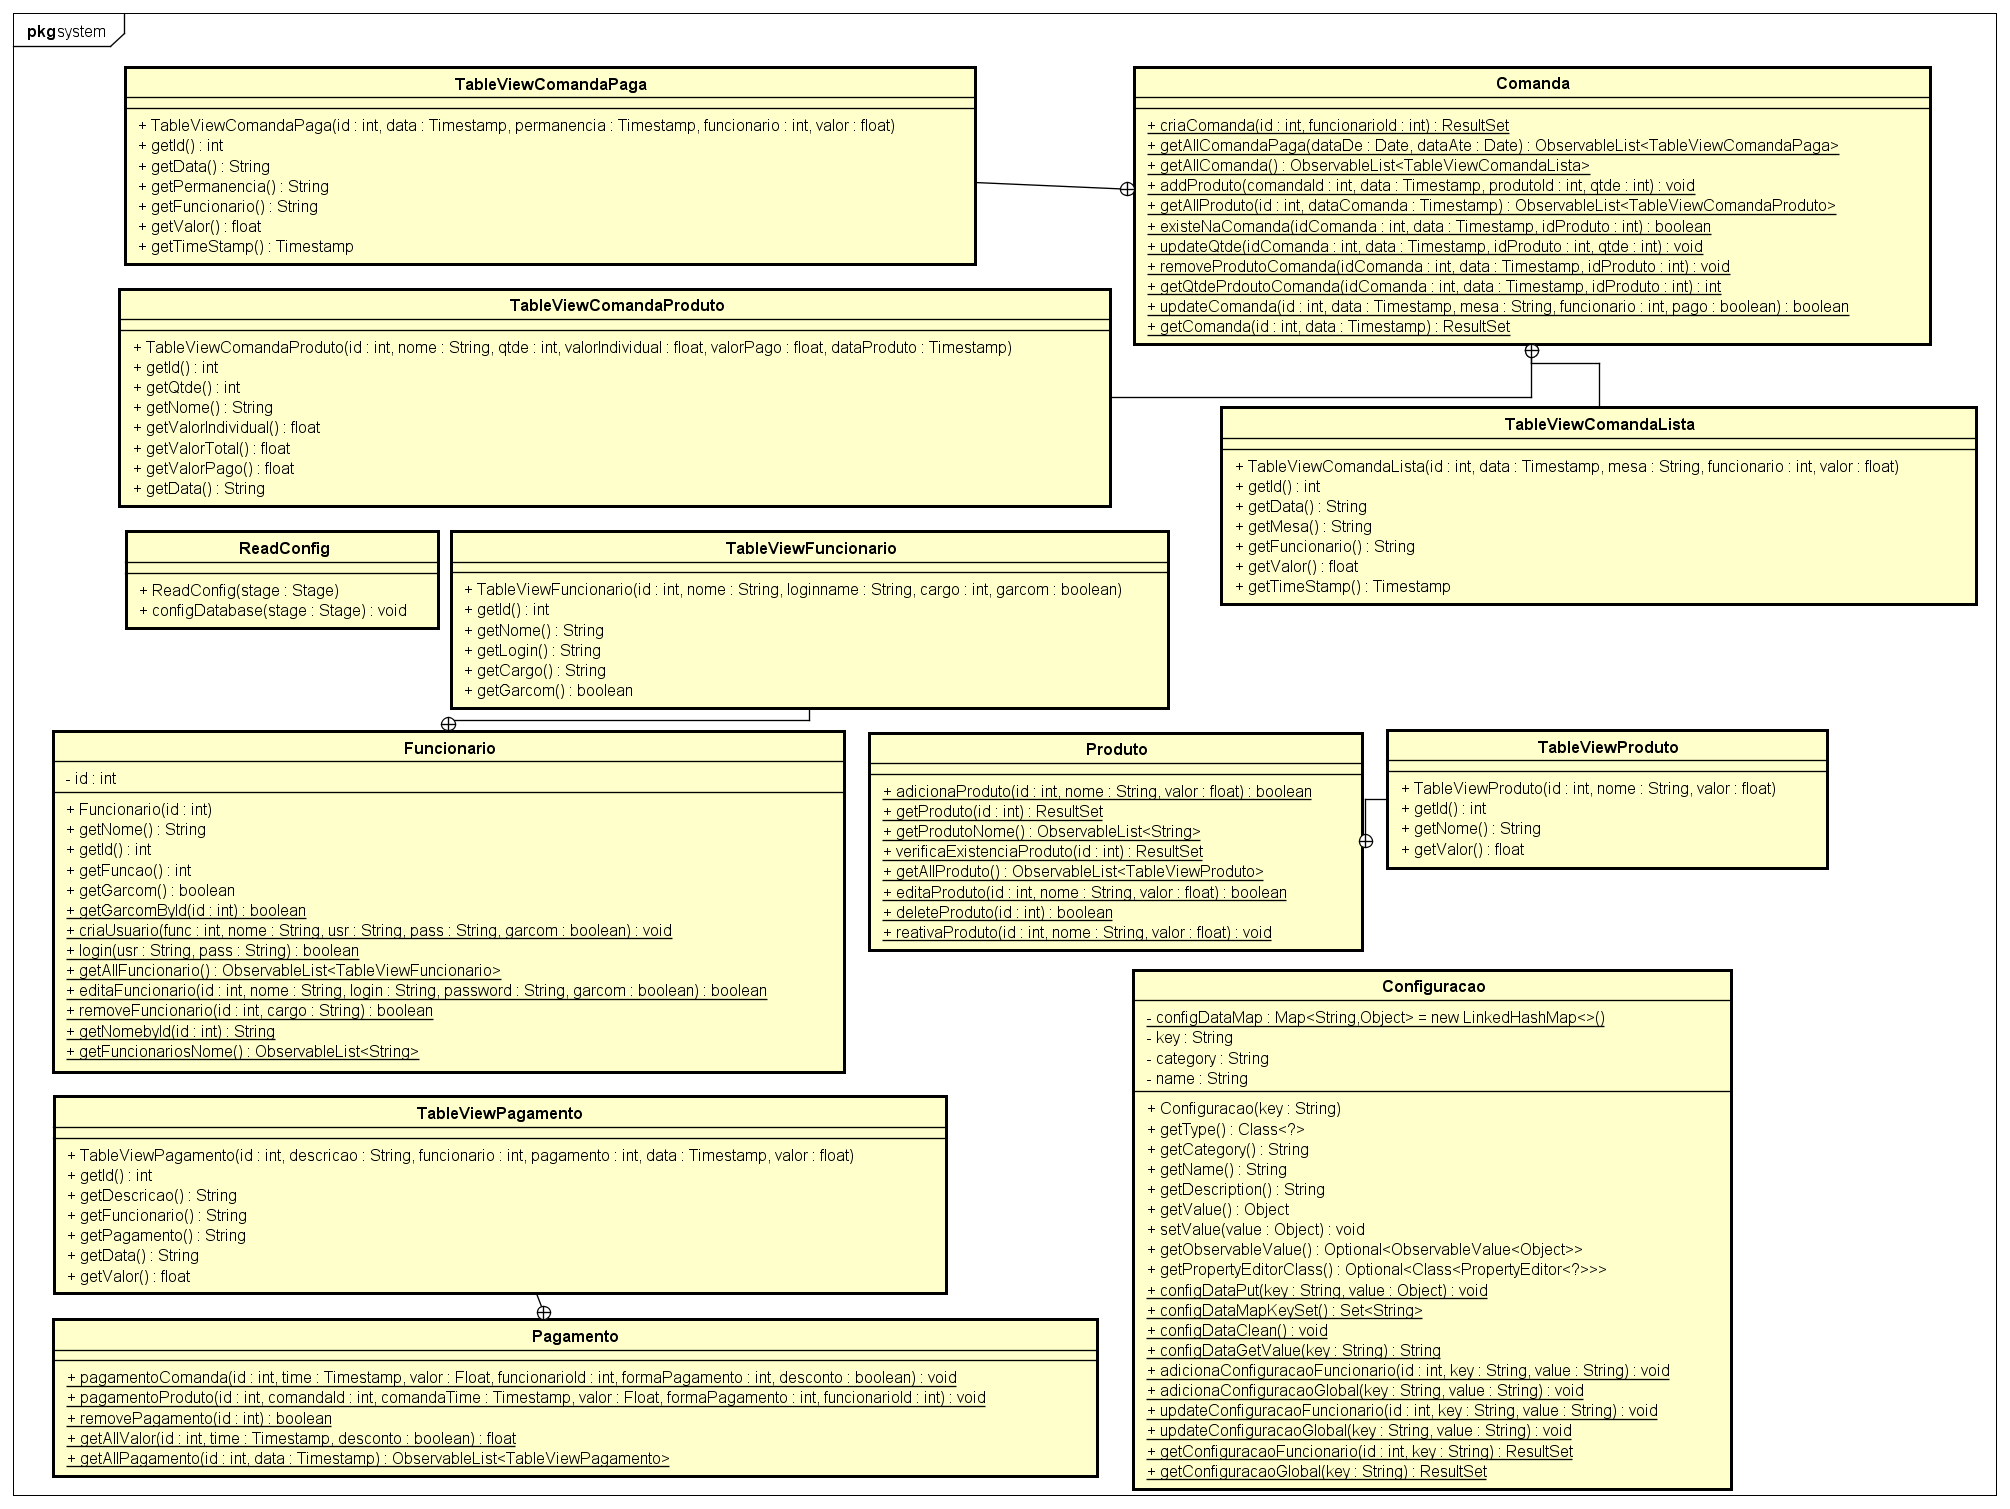 pkg system
TableViewComandaPaga
+ TableViewComandaPaga(id : int, data : Timestamp, permanencia : Timestamp, funcionario : int, valor : float)
+ getId() : int
+ getData() : String
+ getPermanencia() : String
+ getFuncionario() : String
+ getValor() : float
+ getTimeStamp() : Timestamp
Comanda
+ criaComanda(id : int, funcionarioId : int) : ResultSet
+ getAllComandaPaga(dataDe : Date, dataAte : Date) : ObservableList<TableViewComandaPaga>
+ getAllComanda() : ObservableList<TableViewComandaLista>
+ addProduto(comandaId : int, data : Timestamp, produtoId : int, qtde : int) : void
+ getAllProduto(id : int, dataComanda : Timestamp) : ObservableList<TableViewComandaProduto>
+ existeNaComanda(idComanda : int, data : Timestamp, idProduto : int) : boolean
+ updateQtde(idComanda : int, data : Timestamp, idProduto : int, qtde : int) : void
+ removeProdutoComanda(idComanda : int, data : Timestamp, idProduto : int) : void
+ getQtdePrdoutoComanda(idComanda : int, data : Timestamp, idProduto : int) : int
+ updateComanda(id : int, data : Timestamp, mesa : String, funcionario : int, pago : boolean) : boolean
+ getComanda(id : int, data : Timestamp) : ResultSet
TableViewComandaProduto
+ TableViewComandaProduto(id : int, nome : String, qtde : int, valorIndividual : float, valorPago : float, dataProduto : Timestamp)
+ getId() : int
+ getQtde() : int
+ getNome() : String
+ getValorIndividual() : float
+ getValorTotal() : float
+ getValorPago() : float
+ getData() : String
TableViewComandaLista
+ TableViewComandaLista(id : int, data : Timestamp, mesa : String, funcionario : int, valor : float)
+ getId() : int
+ getData() : String
+ getMesa() : String
+ getFuncionario() : String
+ getValor() : float
+ getTimeStamp() : Timestamp
ReadConfig
+ ReadConfig(stage : Stage)
+ configDatabase(stage : Stage) : void
TableViewFuncionario
+ TableViewFuncionario(id : int, nome : String, loginname : String, cargo : int, garcom : boolean)
+ getId() : int
+ getNome() : String
+ getLogin() : String
+ getCargo() : String
+ getGarcom() : boolean
Funcionario
- id : int
+ Funcionario(id : int)
+ getNome() : String
+ getId() : int
+ getFuncao() : int
+ getGarcom() : boolean
+ getGarcomById(id : int) : boolean
+ criaUsuario(func : int, nome : String, usr : String, pass : String, garcom : boolean) : void
+ login(usr : String, pass : String) : boolean
+ getAllFuncionario() : ObservableList<TableViewFuncionario>
+ editaFuncionario(id : int, nome : String, login : String, password : String, garcom : boolean) : boolean
+ removeFuncionario(id : int, cargo : String) : boolean
+ getNomebyId(id : int) : String
+ getFuncionariosNome() : ObservableList<String>
Produto
+ adicionaProduto(id : int, nome : String, valor : float) : boolean
+ getProduto(id : int) : ResultSet
+ getProdutoNome() : ObservableList<String>
+ verificaExistenciaProduto(id : int) : ResultSet
+ getAllProduto() : ObservableList<TableViewProduto>
+ editaProduto(id : int, nome : String, valor : float) : boolean
+ deleteProduto(id : int) : boolean
+ reativaProduto(id : int, nome : String, valor : float) : void
TableViewProduto
+ TableViewProduto(id : int, nome : String, valor : float)
+ getId() : int
+ getNome() : String
+ getValor() : float
Configuracao
- configDataMap : Map<String,Object> = new LinkedHashMap<>()
- key : String
- category : String
- name : String
+ Configuracao(key : String)
+ getType() : Class<?>
+ getCategory() : String
+ getName() : String
+ getDescription() : String
+ getValue() : Object
+ setValue(value : Object) : void
+ getObservableValue() : Optional<ObservableValue<Object>>
+ getPropertyEditorClass() : Optional<Class<PropertyEditor<?>>>
+ configDataPut(key : String, value : Object) : void
+ configDataMapKeySet() : Set<String>
+ configDataClean() : void
+ configDataGetValue(key : String) : String
+ adicionaConfiguracaoFuncionario(id : int, key : String, value : String) : void
+ adicionaConfiguracaoGlobal(key : String, value : String) : void
+ updateConfiguracaoFuncionario(id : int, key : String, value : String) : void
+ updateConfiguracaoGlobal(key : String, value : String) : void
+ getConfiguracaoFuncionario(id : int, key : String) : ResultSet
+ getConfiguracaoGlobal(key : String) : ResultSet
TableViewPagamento
+ TableViewPagamento(id : int, descricao : String, funcionario : int, pagamento : int, data : Timestamp, valor : float)
+ getId() : int
+ getDescricao() : String
+ getFuncionario() : String
+ getPagamento() : String
+ getData() : String
+ getValor() : float
Pagamento
+ pagamentoComanda(id : int, time : Timestamp, valor : Float, funcionarioId : int, formaPagamento : int, desconto : boolean) : void
+ pagamentoProduto(id : int, comandaId : int, comandaTime : Timestamp, valor : Float, formaPagamento : int, funcionarioId : int) : void
+ removePagamento(id : int) : boolean
+ getAllValor(id : int, time : Timestamp, desconto : boolean) : float
+ getAllPagamento(id : int, data : Timestamp) : ObservableList<TableViewPagamento>